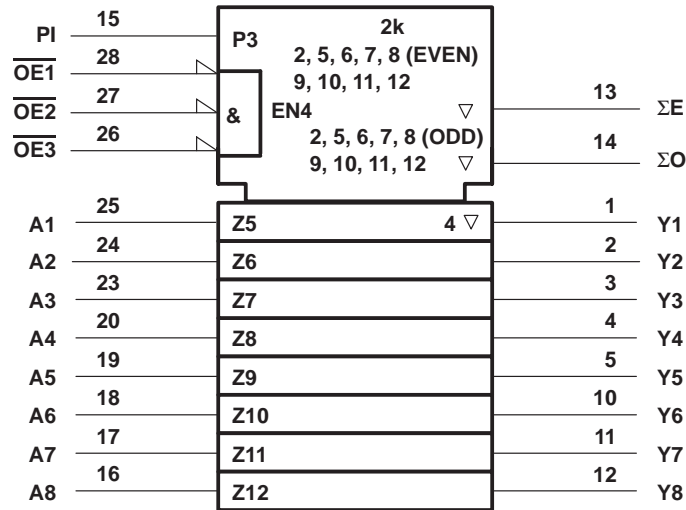 15
PI
P3
2k
28
2, 5, 6, 7, 8 (EVEN)
OE1
9, 10, 11, 12
27
13
OE2
&
EN4
▽
ΣE
26
2, 5, 6, 7, 8 (ODD)
14
OE3
9, 10, 11, 12 ▽
ΣO
25
1
A1
Z5
4 ▽
Y1
24
2
A2
Z6
Y2
23
3
A3
Z7
Y3
20
4
A4
Z8
Y4
19
5
A5
Z9
Y5
18
10
A6
Z10
Y6
17
11
A7
Z11
Y7
16
12
A8
Z12
Y8